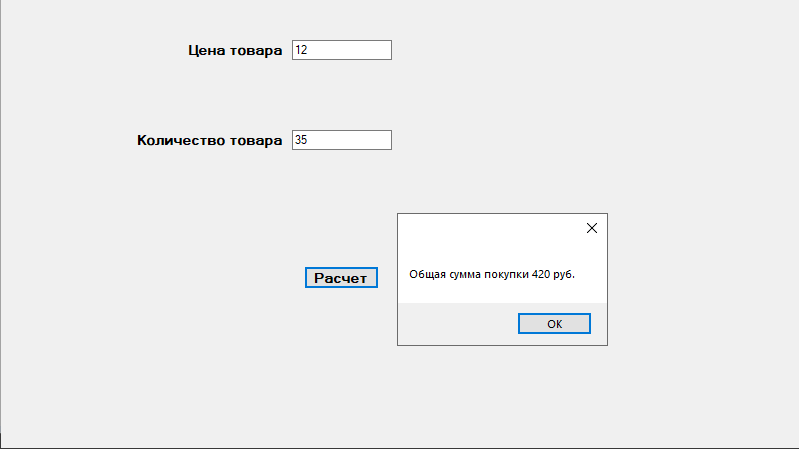 Цена товара 12
Количество товара 35
Общая сумма покупки 420 руб.
Расчет
OK